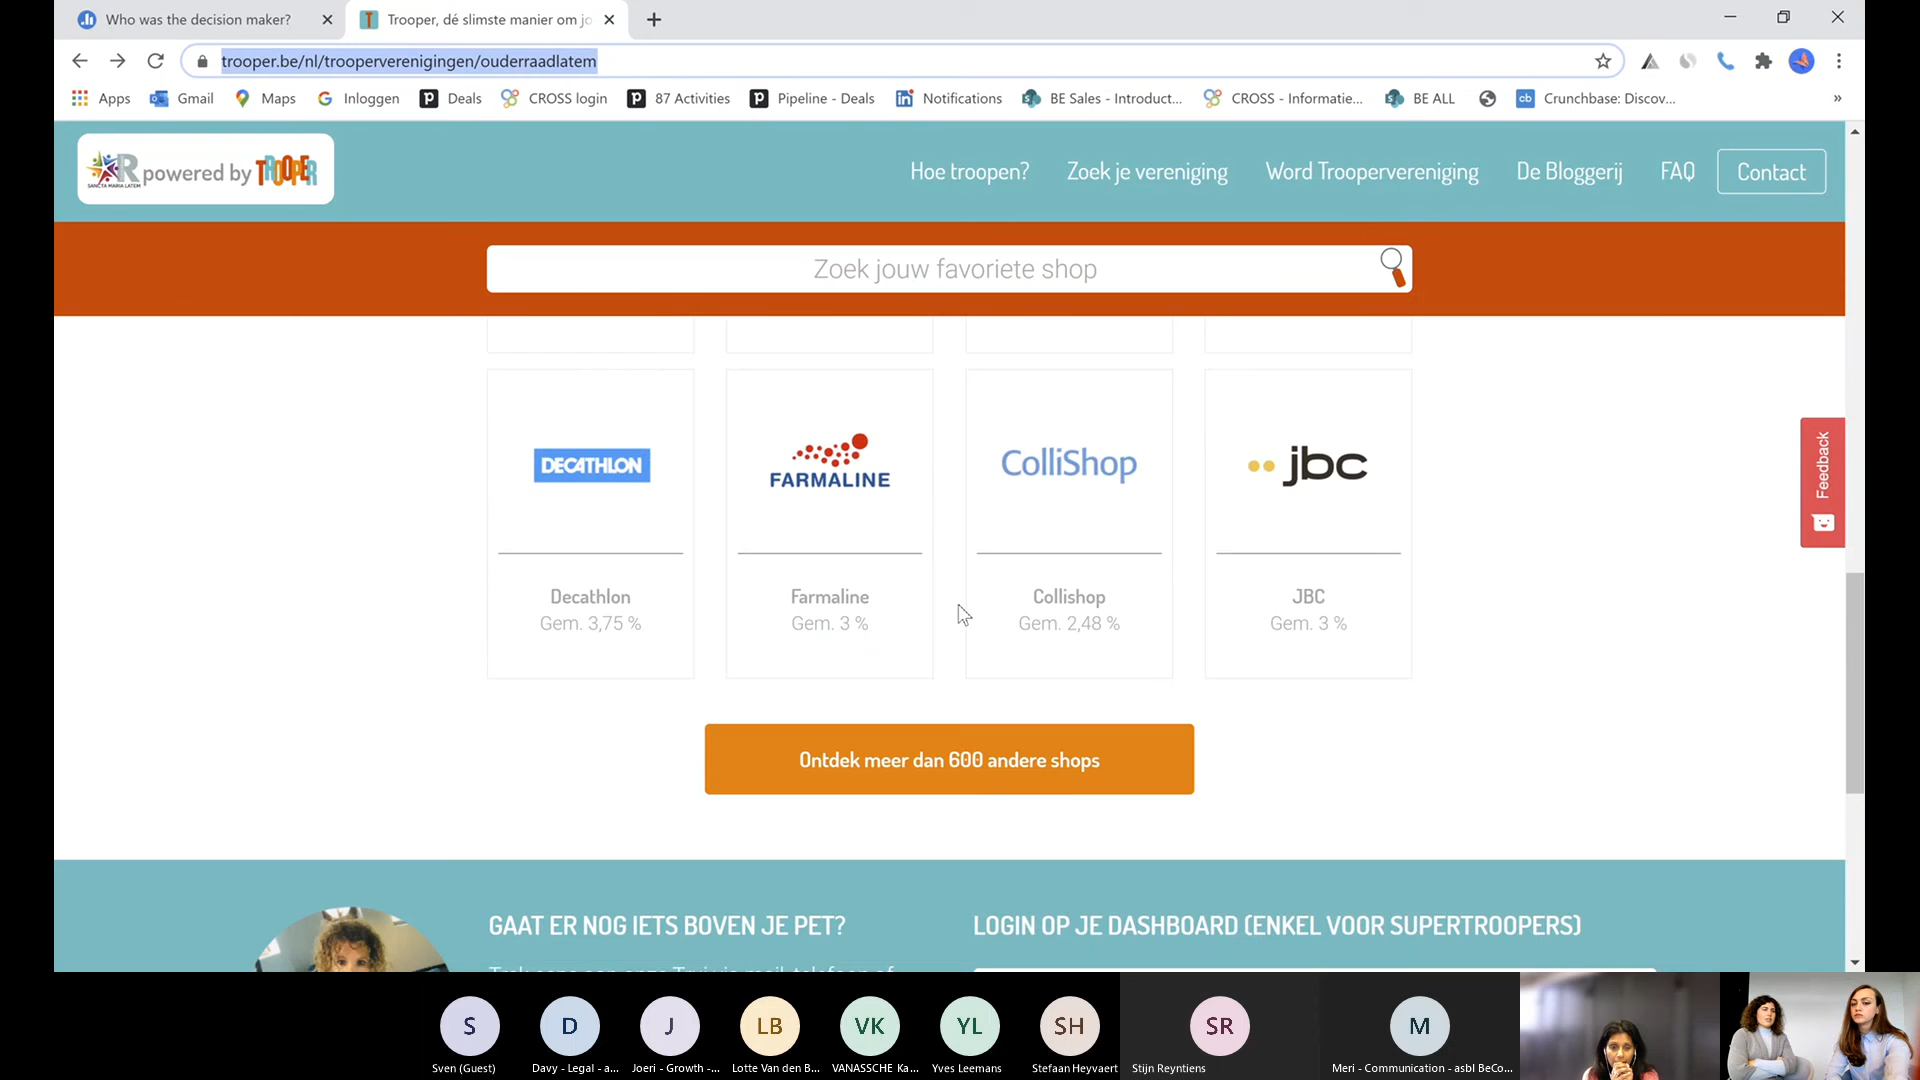 Who was the decision maker?
Trooper, dé slimste manier om jo
trooper.be/nl/trooperverenigingen/ouderraadlatem
Apps
Gmail
Maps
Inloggen
Deals
CROSS login
87 Activities
Pipeline - Deals
Notifications
BE Sales - Introduct...
CROSS - Informatie...
BE ALL
Crunchbase: Discov...
SANCTA MARIA LATEM
powered by TROOPER
Hoe troopen?
Zoek je vereniging
Word Troopervereniging
De Bloggerij
FAQ
Contact
Zoek jouw favoriete shop
DECATHLON
FARMALINE
ColliShop
jbc
Decathlon
Gem. 3,75 %
Farmaline
Gem. 3 %
Collishop
Gem. 2,48 %
JBC
Gem. 3 %
Feedback
Ontdek meer dan 600 andere shops
GAAT ER NOG IETS BOVEN JE PET?
LOGIN OP JE DASHBOARD (ENKEL VOOR SUPERTROOPERS)
S
D
J
LB
VK
YL
SH
SR
M
Sven (Guest)
Davy - Legal - a...
Joeri - Growth -...
Lotte Van den B...
VANASSCHE Ka...
Yves Leemans
Stefaan Heyvaert
Stijn Reyntiens
Meri - Communication - asbl BeCo...